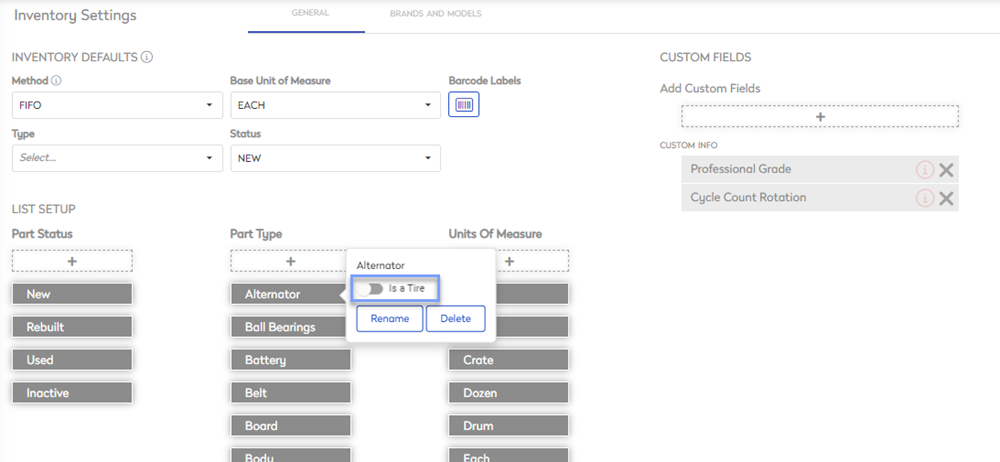 Inventory Settings
GENERAL
BRANDS AND MODELS
INVENTORY DEFAULTS
Method
Base Unit of Measure
Barcode Labels
FIFO
EACH
Type
Status
Select...
NEW
LIST SETUP
Part Status
Part Type
Units Of Measure
+
+
+
New
Alternator
Rebuilt
Ball Bearings
Used
Battery
Crate
Inactive
Belt
Dozen
Board
Drum
Body
Each
Alternator
Is a Tire
Rename
Delete
CUSTOM FIELDS
Add Custom Fields
+
CUSTOM INFO
Professional Grade
Cycle Count Rotation